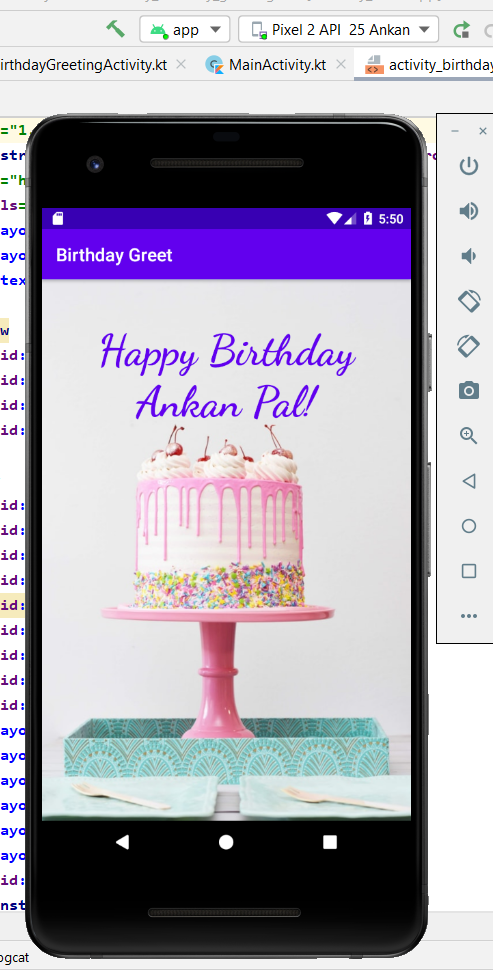 app
Pixel 2 API 25 Ankan
irthdayGreetingActivity.kt
MainActivity.kt
activity_birthday
="1.
str
="h
ls=
ayo
ayo
tex
w
id:
id:
id:
id:
id:
id:
id:
id:
id:
id:
id:
id:
id:
ayo
ayo
ayo
ayo
ayo
ayo
id:
nst
5:50
Birthday Greet
Happy Birthday
Ankan Pal!
ogcat